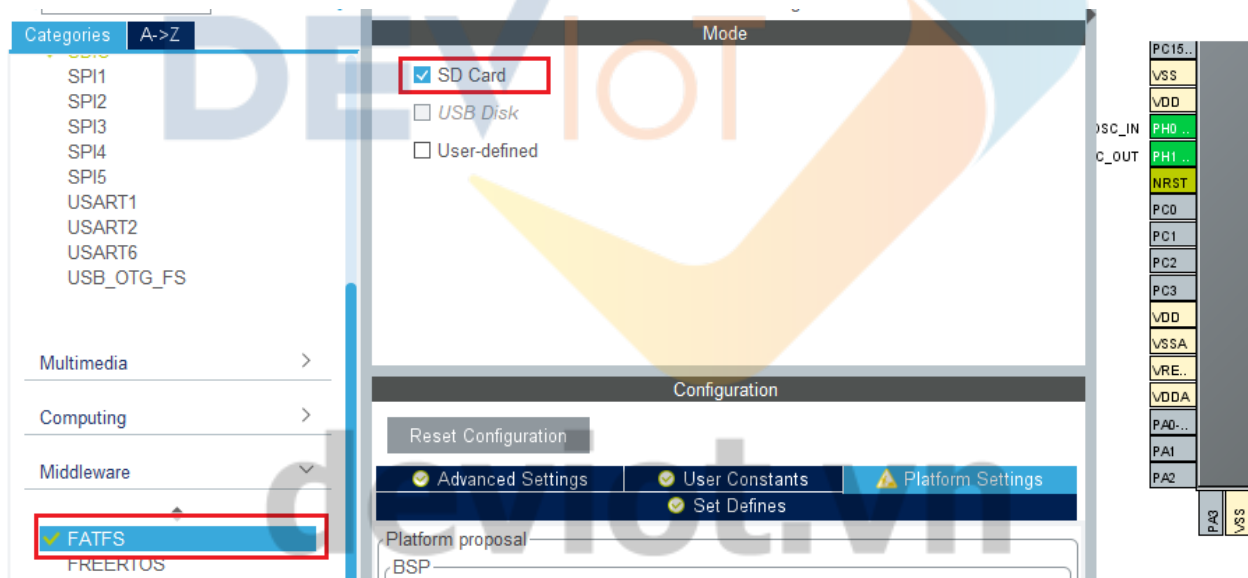 Categories A->Z
SPI1
SPI2
SPI3
SPI4
SPI5
USART1
USART2
USART6
USB_OTG_FS
Multimedia
Computing
Middleware
FATFS
FREERTOS
Mode
SD Card
USB Disk
User-defined
Configuration
Reset Configuration
Advanced Settings User Constants Platform Settings
Set Defines
Platform proposal
BSP
PC15..
VSS
VDD
OSC_IN PH0 ..
C_OUT PH1 ..
NRST
PC0
PC1
PC2
PC3
VDD
VSSA
VRE..
VDDA
PA0-..
PA1
PA2
PA3
VSS
DEVIoT
deviot.vn